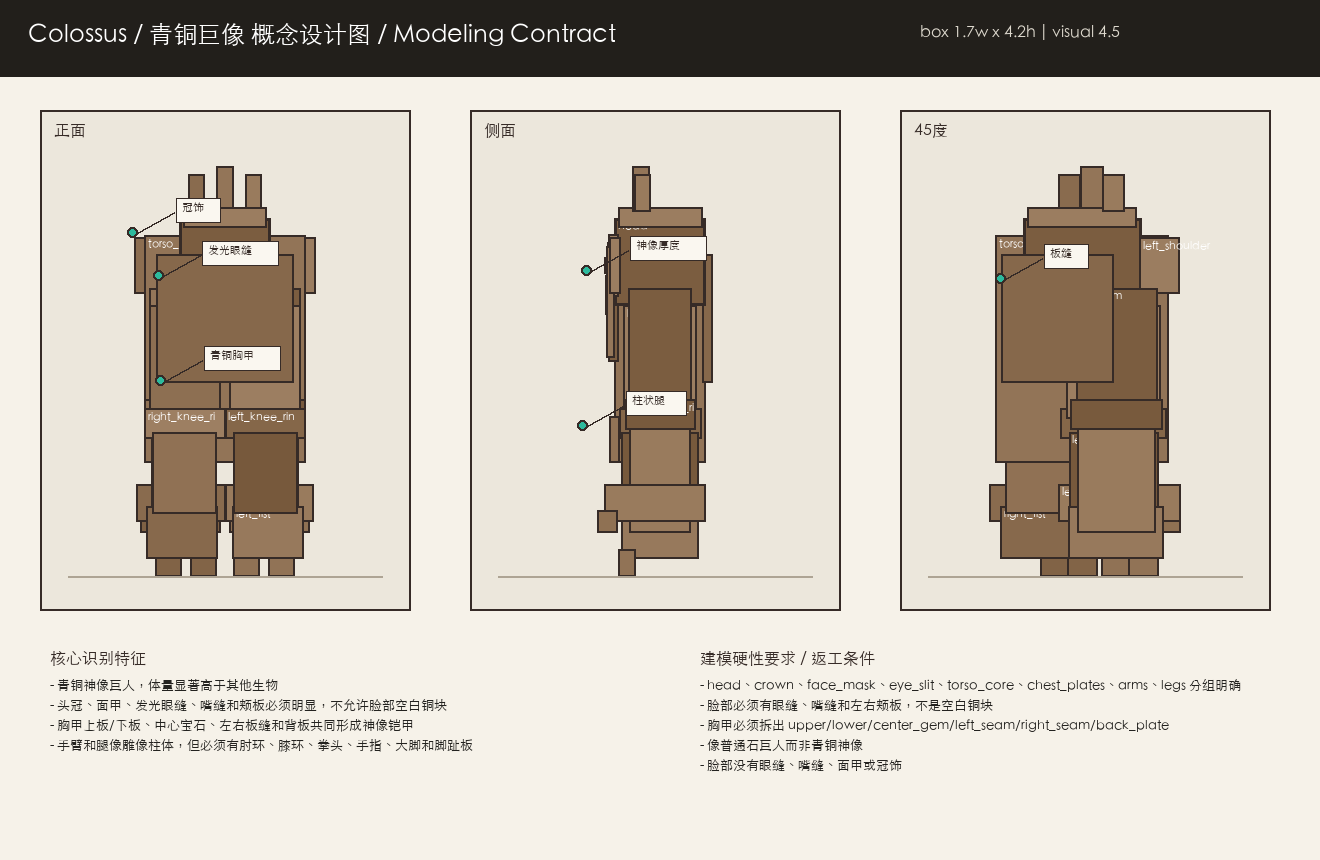 Colossus / 青铜巨像 概念设计图 / Modeling Contract
box 1.7w x 4.2h | visual 4.5
正面
冠饰
torso_
发光眼缝
青铜胸甲
right_knee_ri
left_knee_rin
left_fist
侧面
head
神像厚度
柱状腿
ri
45度
torso
left_shoulder
板缝
m
le
le
right_fist
核心识别特征
- 青铜神像巨人，体量显著高于其他生物
- 头冠、面甲、发光眼缝、嘴缝和颊板必须明显，不允许脸部空白铜块
- 胸甲上板/下板、中心宝石、左右板缝和背板共同形成神像铠甲
- 手臂和腿像雕像柱体，但必须有肘环、膝环、拳头、手指、大脚和脚趾板
建模硬性要求 / 返工条件
- head、crown、face_mask、eye_slit、torso_core、chest_plates、arms、legs 分组明确
- 脸部必须有眼缝、嘴缝和左右颊板，不是空白铜块
- 胸甲必须拆出 upper/lower/center_gem/left_seam/right_seam/back_plate
- 像普通石巨人而非青铜神像
- 脸部没有眼缝、嘴缝、面甲或冠饰